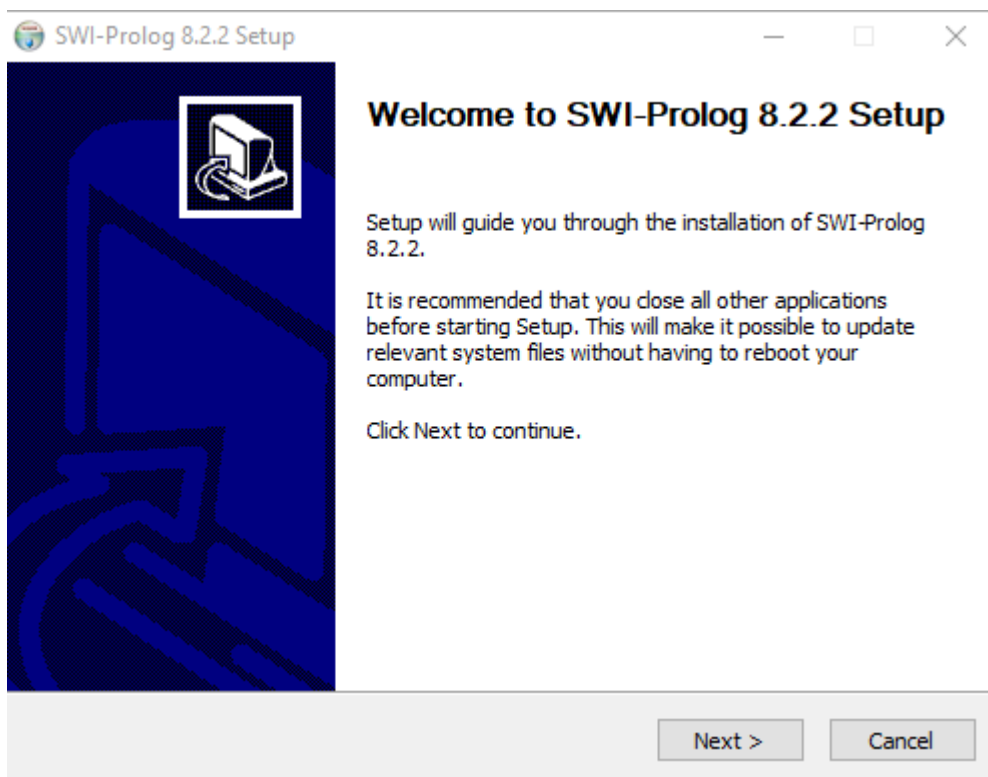 SWI-Prolog 8.2.2 Setup
Welcome to SWI-Prolog 8.2.2 Setup
Setup will guide you through the installation of SWI-Prolog
8.2.2.
It is recommended that you close all other applications
before starting Setup. This will make it possible to update
relevant system files without having to reboot your
computer.
Click Next to continue.
Next >
Cancel